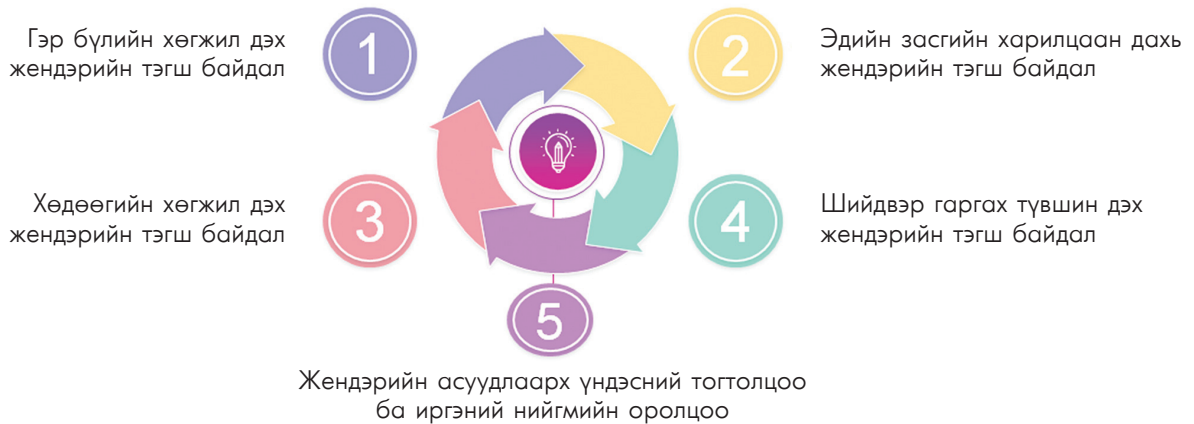 Гэр бүлийн хөгжил дэх
жендэрийн тэгш байдал
1
2
Эдийн засгийн харилцаан дахь
жендэрийн тэгш байдал
Хөдөөгийн хөгжил дэх
жендэрийн тэгш байдал
3
4
Шийдвэр гаргах түвшин дэх
жендэрийн тэгш байдал
5
Жендэрийн асуудлаарх үндэсний тогтолцоо
ба иргэний нийгмийн оролцоо